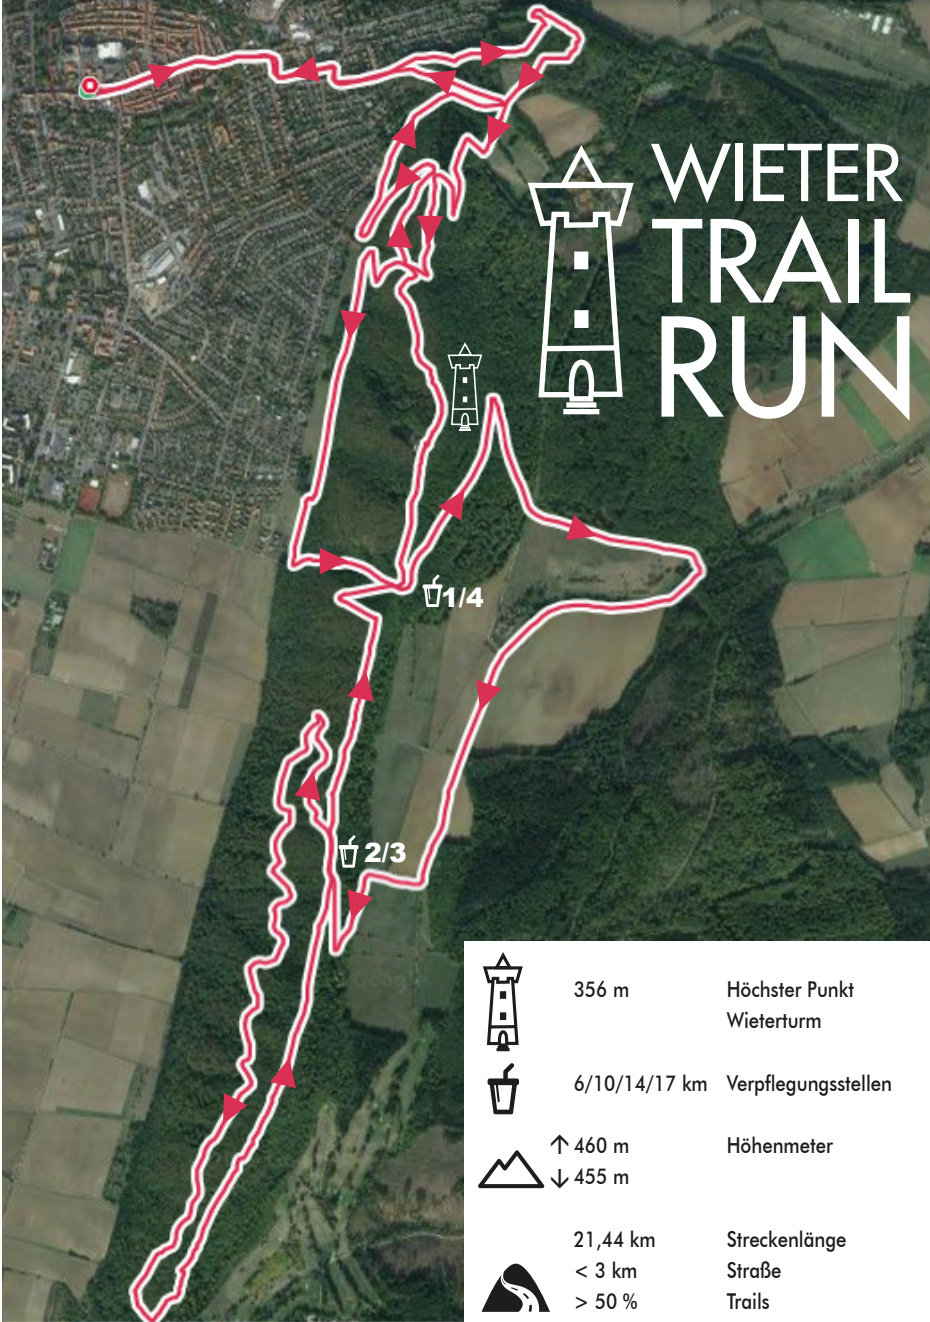 WIETER
TRAIL
RUN
1/4
2/3
356 m Höchster Punkt
Wieterturm
6/10/14/17 km Verpflegungsstellen
↑ 460 m Höhenmeter
↓ 455 m
21,44 km Streckenlänge
< 3 km Straße
> 50 % Trails